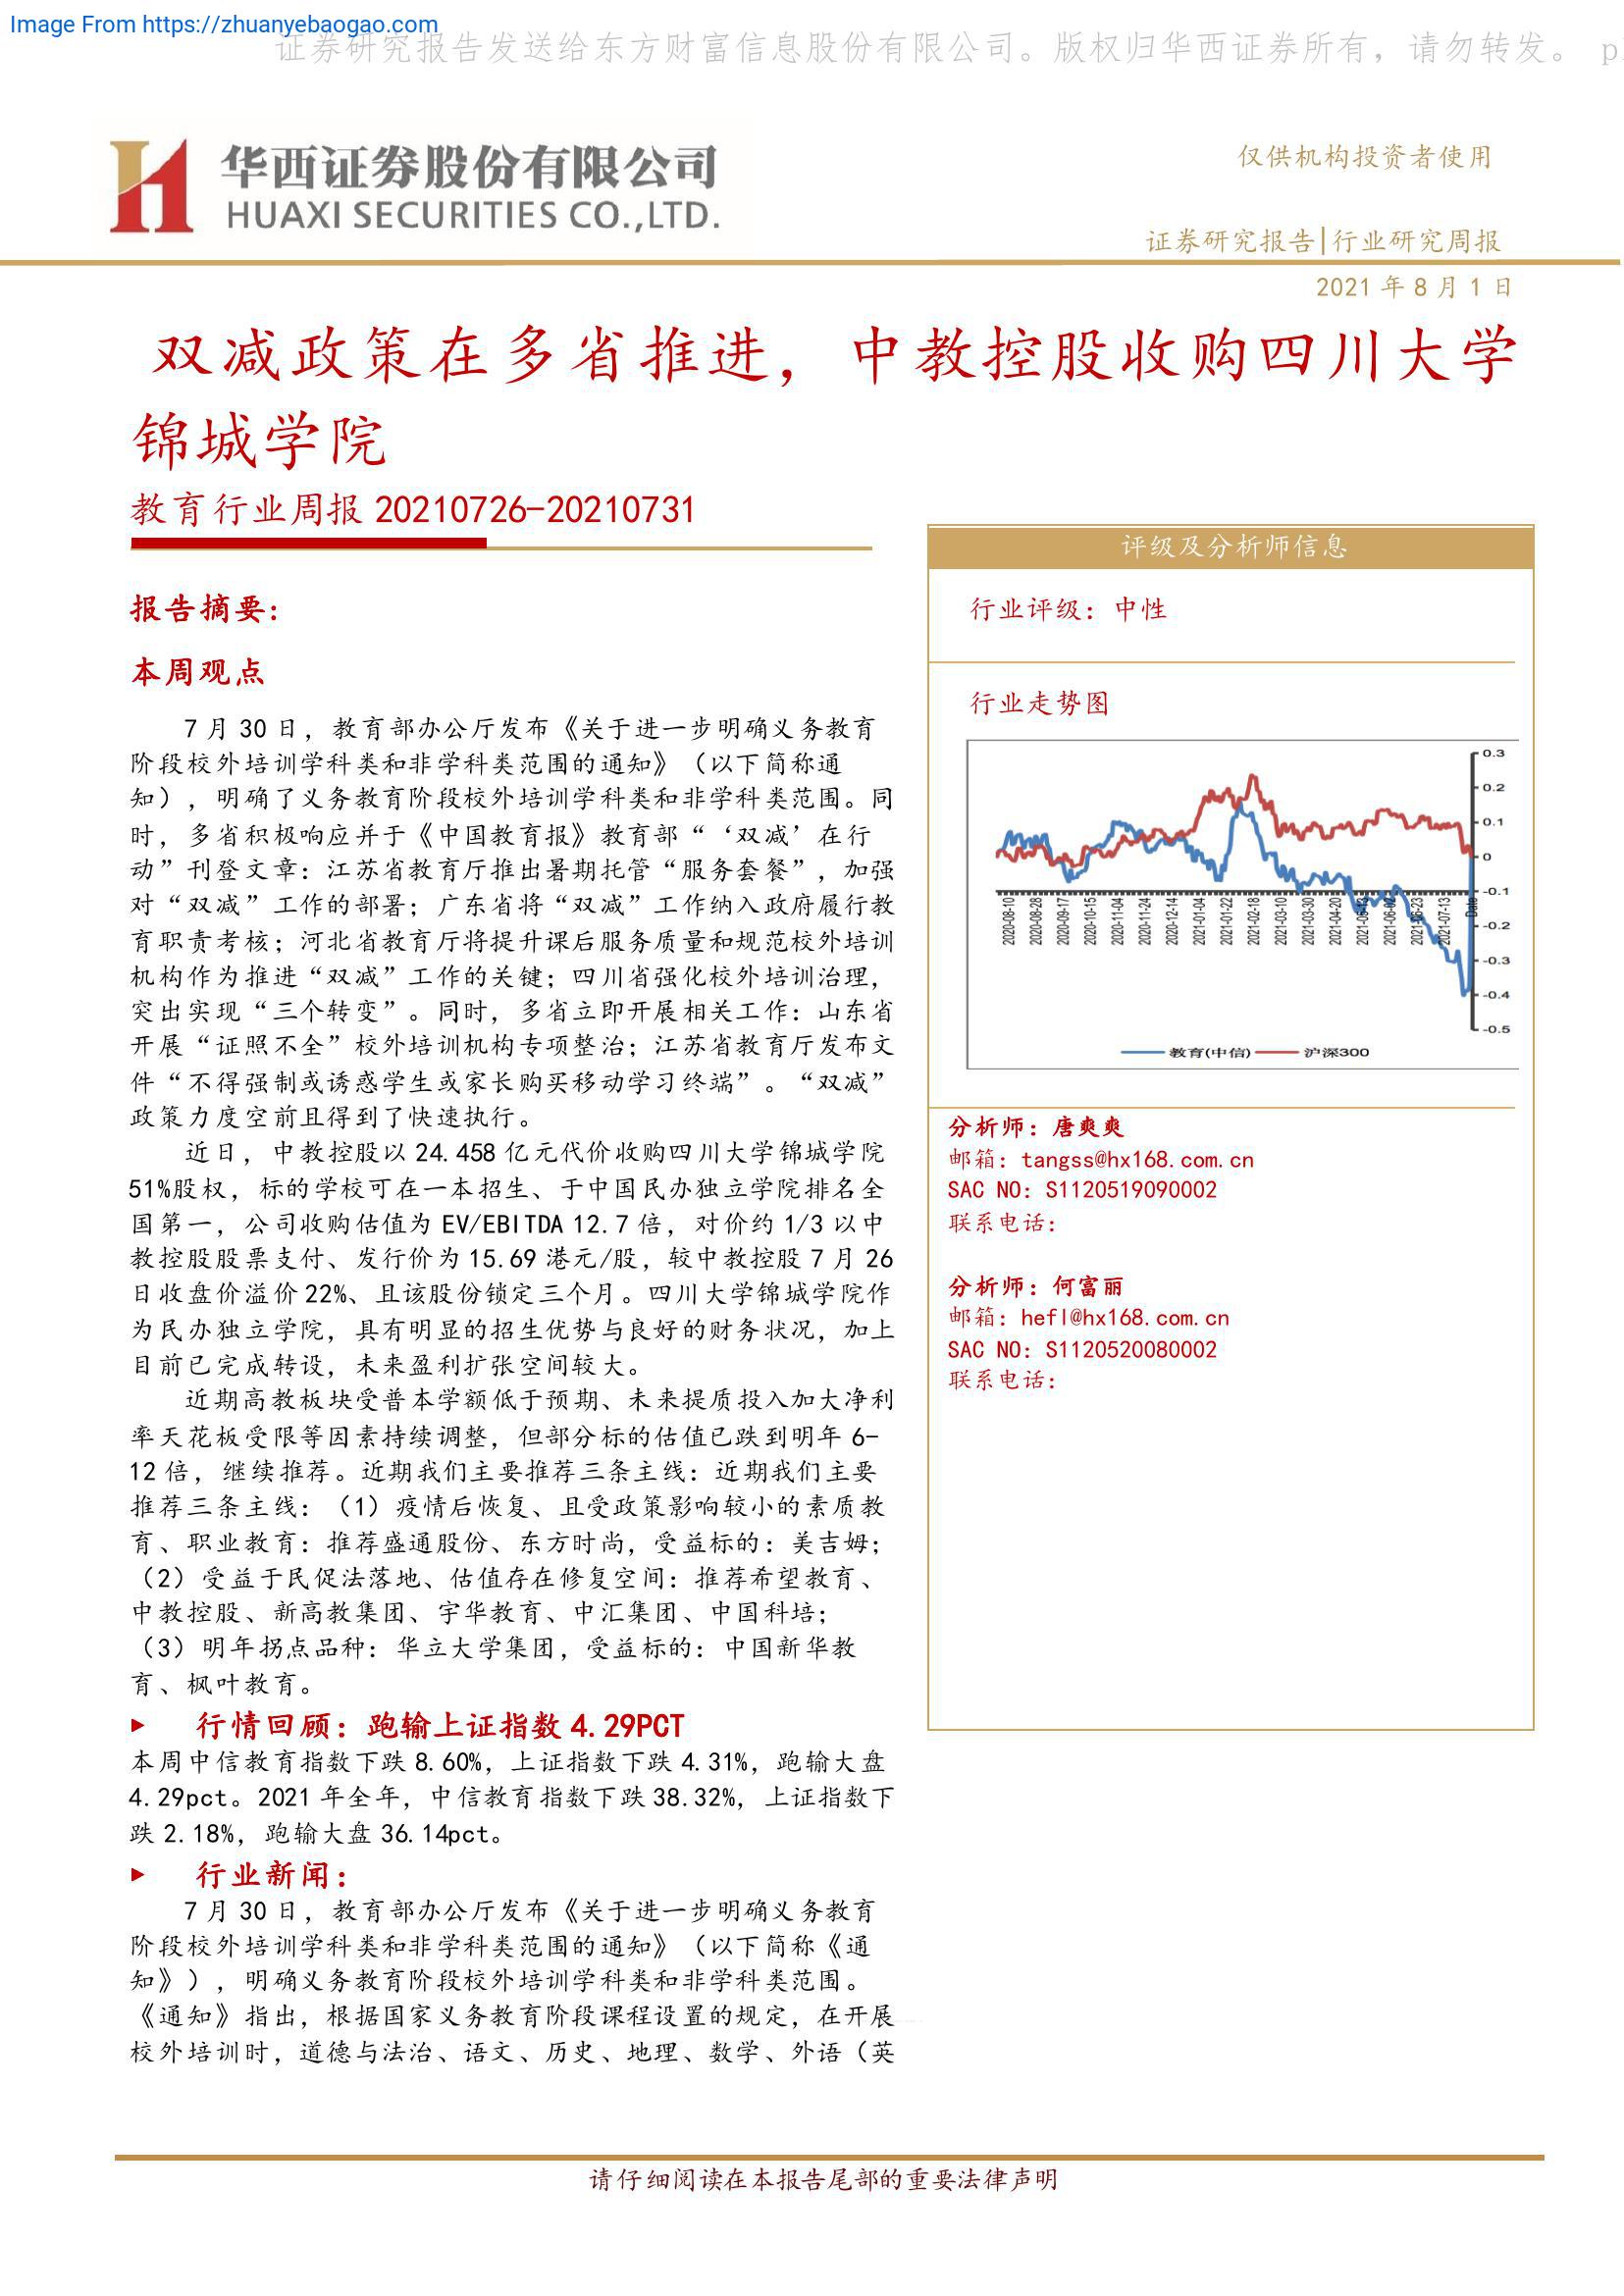 Image From https://zhuanyebaogao.com
证券研究报告发送给东方财富信息股份有限公司。版权归华西证券所有，请勿转发。 p
华西证券股份有限公司
HUAXI SECURITIES CO.,LTD.
仅供机构投资者使用
证券研究报告|行业研究周报
2021 年 8 月 1 日
双减政策在多省推进，中教控股收购四川大学
锦城学院
教育行业周报 20210726-20210731
报告摘要:
本周观点
7 月 30 日，教育部办公厅发布《关于进一步明确义务教育
阶段校外培训学科类和非学科类范围的通知》（以下简称通
知），明确了义务教育阶段校外培训学科类和非学科类范围。同
时，多省积极响应并于《中国教育报》教育部“‘双减’在行
动”刊登文章：江苏省教育厅推出暑期托管“服务套餐”，加强
对“双减”工作的部署；广东省将“双减”工作纳入政府履行教
育职责考核；河北省教育厅将提升课后服务质量和规范校外培训
机构作为推进“双减”工作的关键；四川省强化校外培训治理，
突出实现“三个转变”。同时，多省立即开展相关工作：山东省
开展“证照不全”校外培训机构专项整治；江苏省教育厅发布文
件“不得强制或诱惑学生或家长购买移动学习终端”。“双减”
政策力度空前且得到了快速执行。
近日，中教控股以 24.458 亿元代价收购四川大学锦城学院
51%股权，标的学校可在一本招生、于中国民办独立学院排名全
国第一，公司收购估值为 EV/EBITDA 12.7 倍，对价约 1/3 以中
教控股股票支付、发行价为 15.69 港元/股，较中教控股 7 月 26
日收盘价溢价 22%、且该股份锁定三个月。四川大学锦城学院作
为民办独立学院，具有明显的招生优势与良好的财务状况，加上
目前已完成转设，未来盈利扩张空间较大。
近期高教板块受普本学额低于预期、未来提质投入加大净利
率天花板受限等因素持续调整，但部分标的估值已跌到明年 6-
12 倍，继续推荐。近期我们主要推荐三条主线：近期我们主要
推荐三条主线：（1）疫情后恢复、且受政策影响较小的素质教
育、职业教育：推荐盛通股份、东方时尚，受益标的：美吉姆；
（2）受益于民促法落地、估值存在修复空间：推荐希望教育、
中教控股、新高教集团、宇华教育、中汇集团、中国科培；
（3）明年拐点品种：华立大学集团，受益标的：中国新华教
育、枫叶教育。
行情回顾：跑输上证指数 4.29PCT
本周中信教育指数下跌 8.60%，上证指数下跌 4.31%，跑输大盘
4.29pct。2021 年全年，中信教育指数下跌 38.32%，上证指数下
跌 2.18%，跑输大盘 36.14pct。
行业新闻：
7 月 30 日，教育部办公厅发布《关于进一步明确义务教育
阶段校外培训学科类和非学科类范围的通知》（以下简称《通
知》），明确义务教育阶段校外培训学科类和非学科类范围。
《通知》指出，根据国家义务教育阶段课程设置的规定，在开展
校外培训时，道德与法治、语文、历史、地理、数学、外语（英
评级及分析师信息
行业评级：中性
行业走势图
0.3
0.2
0.1
0
-0.1
-0.2
-0.3
-0.4
-0.5
2020-08-10
2020-08-28
2020-09-17
2020-10-15
2020-11-04
2020-11-24
2020-12-14
2021-01-04
2021-01-22
2021-02-18
2021-03-10
2021-03-30
2021-04-20
2021-07-13
Date
教育(中信)
沪深300
分析师：唐爽爽
邮箱：tangss@hx168.com.cn
SAC NO：S1120519090002
联系电话：
分析师：何富丽
邮箱：hefl@hx168.com.cn
SAC NO：S1120520080002
联系电话：
请仔细阅读在本报告尾部的重要法律声明